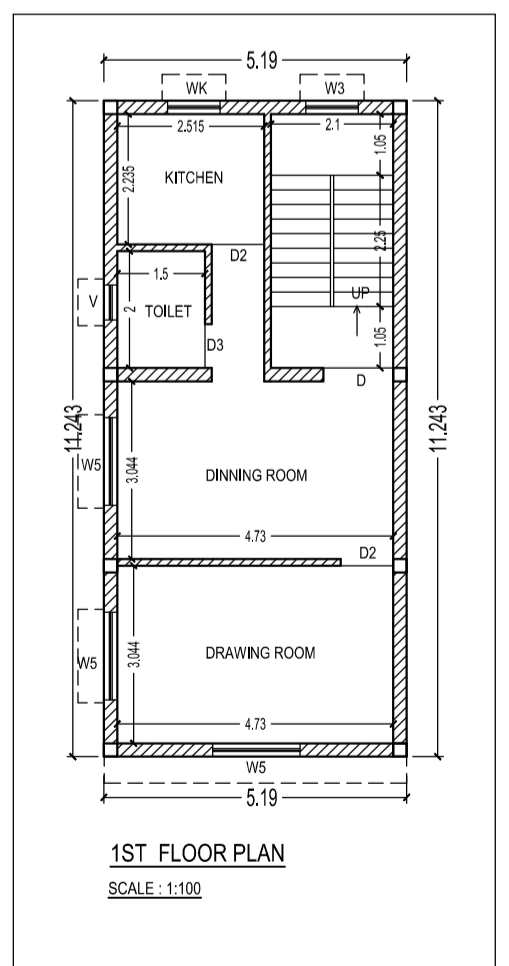 5.19
WK
W3
2.515
2.1
1.05
2.235
KITCHEN
2.25
D2
1.5
V
TOILET
2
UP
D3
1.05
D
11.243
11.243
W5
3.044
DINNING ROOM
4.73
D2
W5
3.044
DRAWING ROOM
4.73
W5
5.19
1ST FLOOR PLAN
SCALE : 1:100